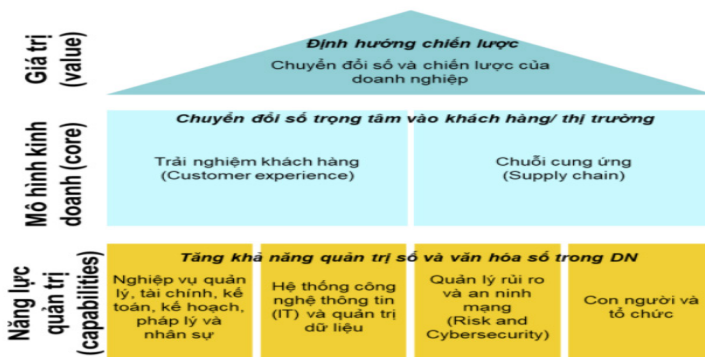 Giá trị
(value)
Định hướng chiến lược
Chuyển đổi số và chiến lược của
doanh nghiệp
Mô hình kinh
doanh (core)
Chuyển đổi số trọng tâm vào khách hàng/ thị trường
Trải nghiệm khách hàng
(Customer experience)
Chuỗi cung ứng
(Supply chain)
Năng lực
quản trị
(capabilities)
Tăng khả năng quản trị số và văn hóa số trong DN
Nghiệp vụ quản
lý, tài chính, kế
toán, kế hoạch,
pháp lý và
nhân sự
Hệ thống công
nghệ thông tin
(IT) và quản trị
dữ liệu
Quản lý rủi ro
và an ninh
mạng
(Risk and
Cybersecurity)
Con người và
tổ chức